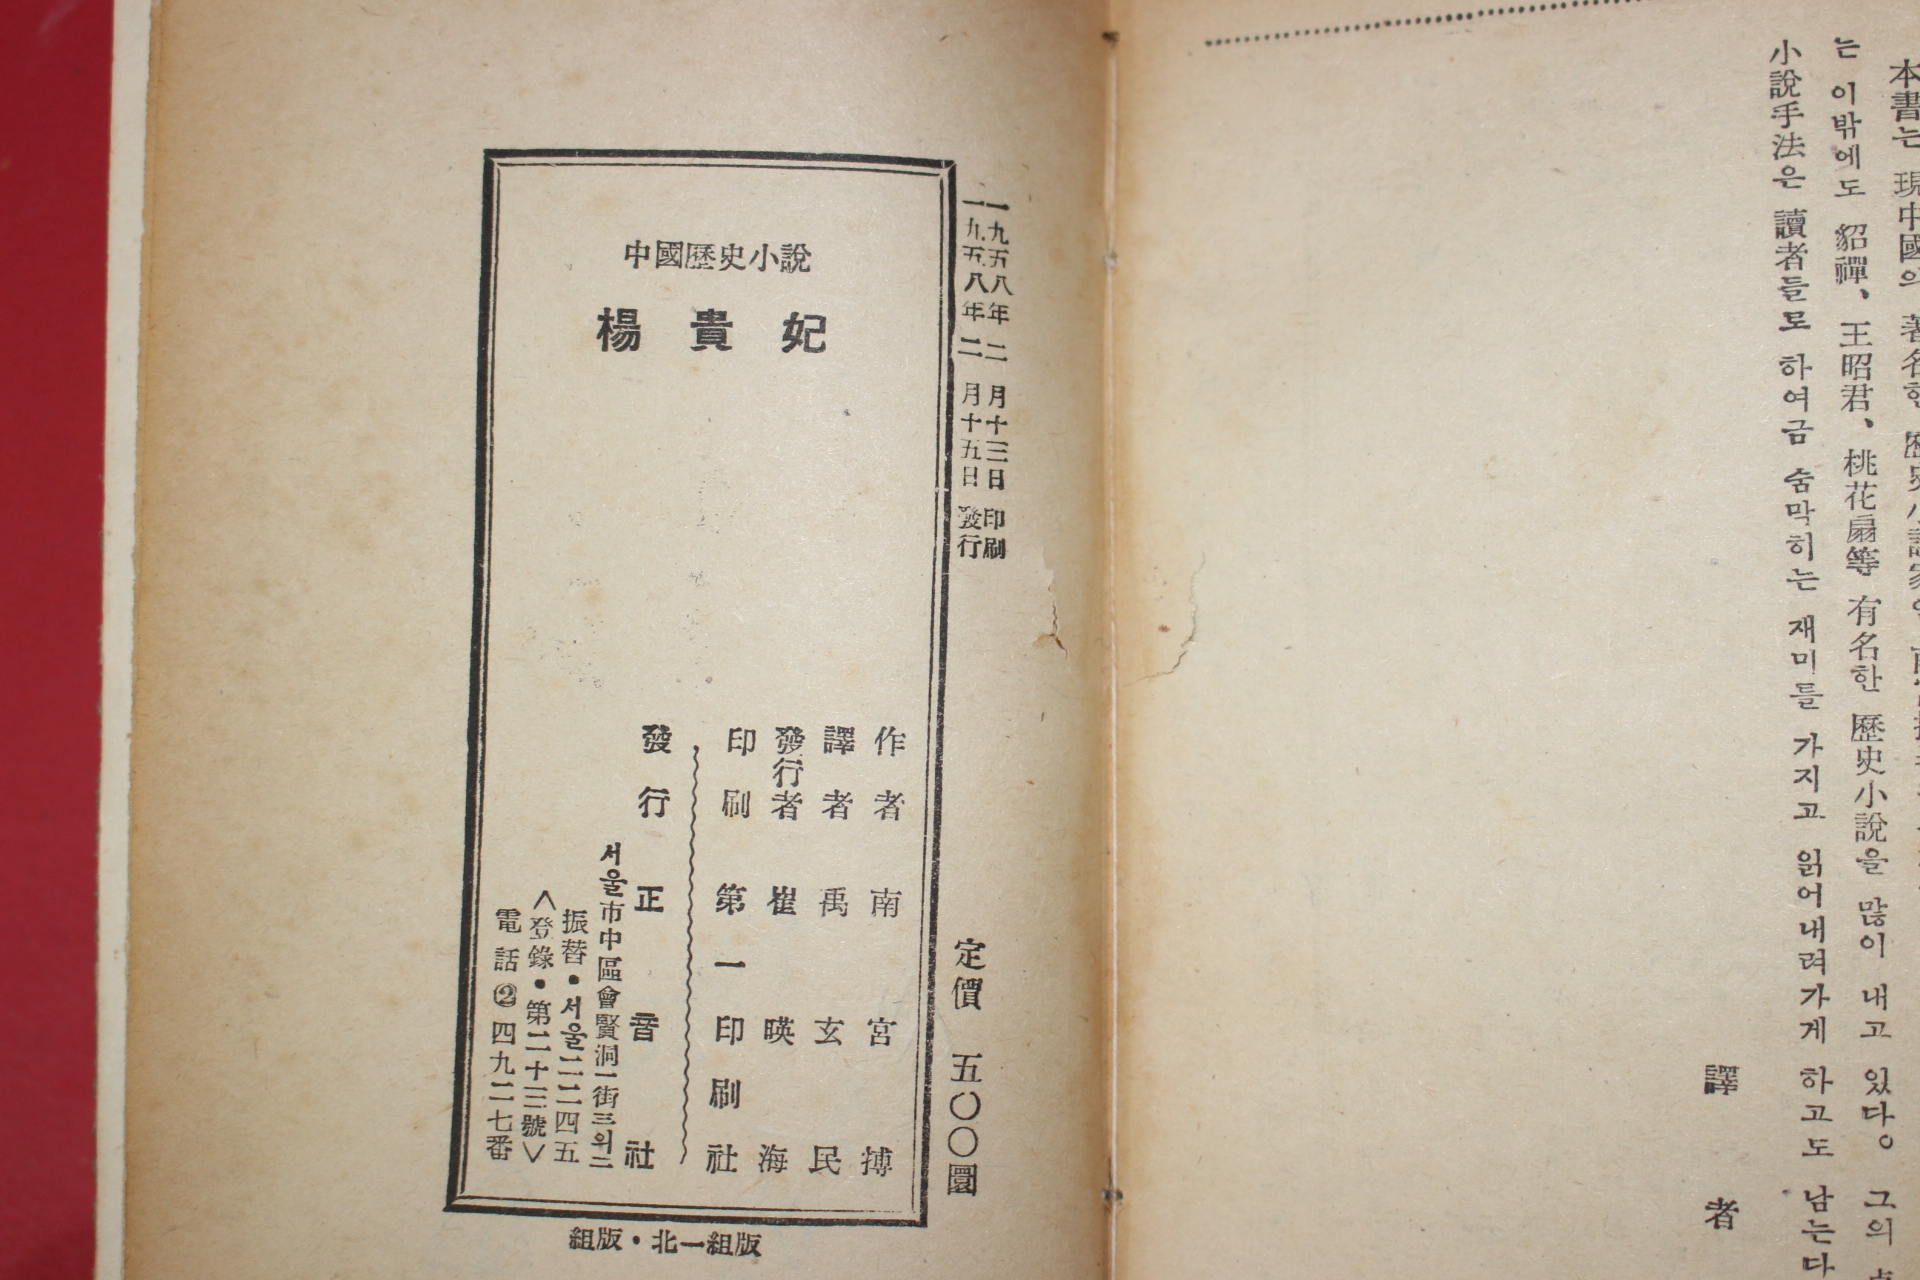 本書는 現中國의 著名한
는 이밖에도 貂禪、王昭君、桃花扇等 有名한 歷史小說을 많이 내고 있다。 그의
小說手法은 讀者들로 하여금 숨막히는 재미를 가지고 읽어내려가게 하고도 남는다
譯者
一九五八年 二月十三日 印刷
一九五八年 二月十五日 發行
定價 五〇〇圜
中國歷史小說
楊貴妃
作者 南宮搏
譯者 禹玄民
發行者 崔暎海
印刷 第一印刷社
發行 正音社
서울市中區會賢洞一街三의二
振替・서울二二四五
<登錄・第二十三號>
電話②四九二七番
組版・北一組版